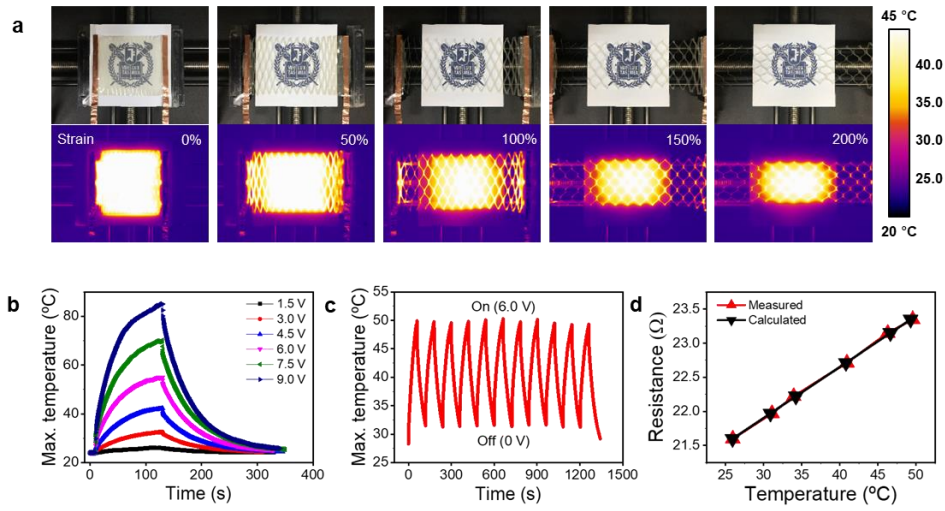 a
Strain
0%
50%
100%
150%
200%
45 °C
40.0
35.0
30.0
25.0
20 °C
b
Max. temperature (ºC)
80
60
40
20
0
100
200
300
400
Time (s)
1.5 V
3.0 V
4.5 V
6.0 V
7.5 V
9.0 V
c
Max. temperature (ºC)
55
50
45
40
35
30
25
On (6.0 V)
Off (0 V)
0
300
600
900
1200
1500
Time (s)
d
Resistance (Ω)
23.5
23.0
22.5
22.0
21.5
Measured
Calculated
25
30
35
40
45
50
Temperature (ºC)